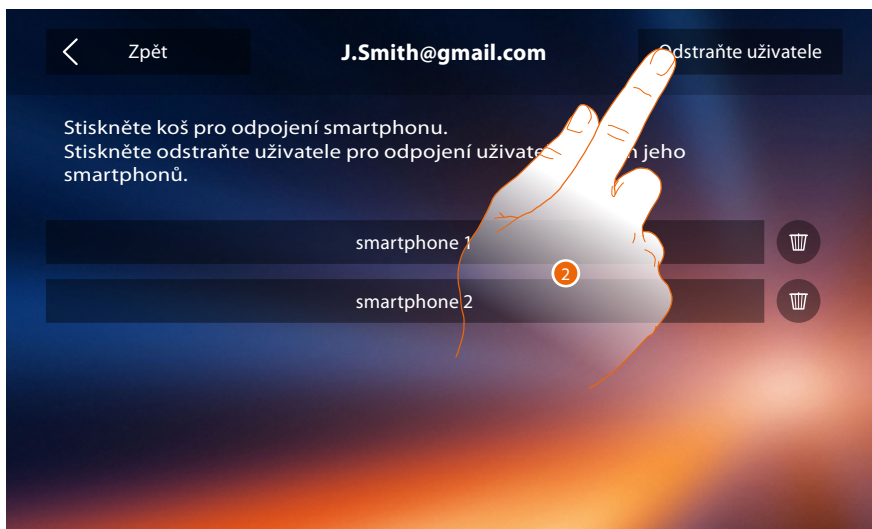 Zpět
J.Smith@gmail.com
Odstraňte uživatele
Stiskněte koš pro odpojení smartphonu.
Stiskněte odstraňte uživatele pro odpojení jeho
smartphonů.
smartphone 1
2
smartphone 2